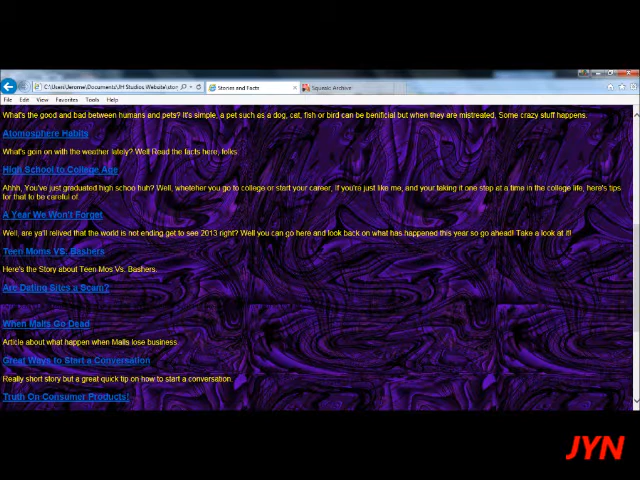 C:\Users\Jerome\Documents\JH Studios Website\stori
Stories and Facts
Squeaic Archive
File Edit View Favorites Tools Help
What's the good and bad between humans and pets? It's simple, a pet such as a dog, cat, fish or bird can be benificial but when they are mistreated, Some crazy stuff happens.
Atomosphere Habits
What's goin on with the weather lately? Well Read the facts here, folks.
High School to College Age
Ahhh, You've just graduated high schoo huh? Well, wheteher you go to college or start your career, If you're just like me, and your taking it one step at a time in the college life, here's tips
for that to be careful of.
A Year We Won't Forget
Well, are ya'll relived that the world is not ending get to see 2013 right? Well you can go here and look back on what has happened this year so go ahead! Take a look at it!
Teen Moms VS. Bashers
Here's the Story about Teen Mos Vs. Bashers.
Are Dating Sites a Scam?
When Malls Go Dead
Article about what happen when Malls lose business.
Great Ways to Start a Conversation
Really short story but a great quick tip on how to start a conversation
Truth On Consumer Products!
JYN